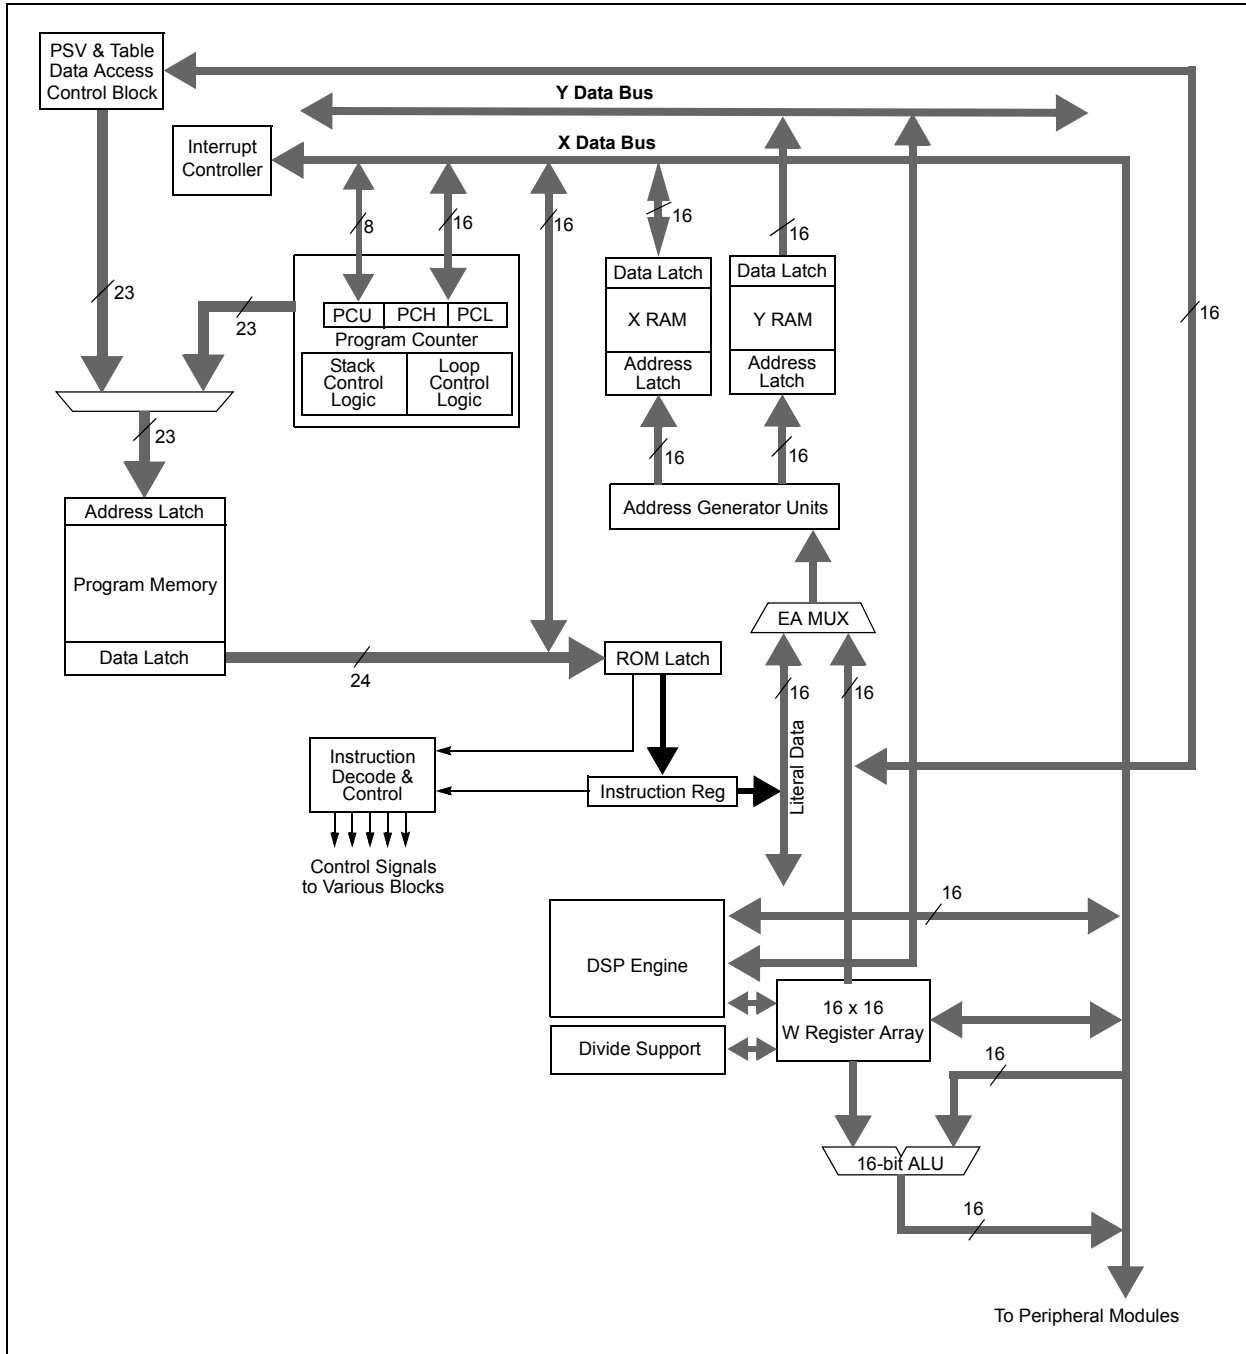 PSV & Table
Data Access
Control Block
Y Data Bus
Interrupt
Controller
X Data Bus
8
16
16
16
16
23
23
16
PCU
PCH
PCL
Program Counter
Stack
Control
Logic
Loop
Control
Logic
Data Latch
X RAM
Address
Latch
Data Latch
Y RAM
Address
Latch
23
16
16
Address Latch
Program Memory
Data Latch
Address Generator Units
EA MUX
24
ROM Latch
16
16
Literal Data
Instruction
Decode &
Control
Instruction Reg
Control Signals
to Various Blocks
16
DSP Engine
16 x 16
W Register Array
Divide Support
16
16-bit ALU
16
To Peripheral Modules